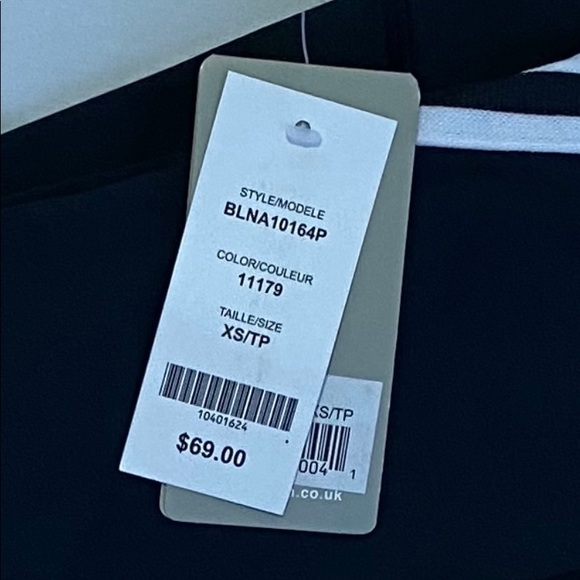 STYLE/MODELE
BLNA10164P
COLOR/COULEUR
11179
TAILLE/SIZE
XS/TP
10401624
$69.00
XS/TP
004 1
.co.uk